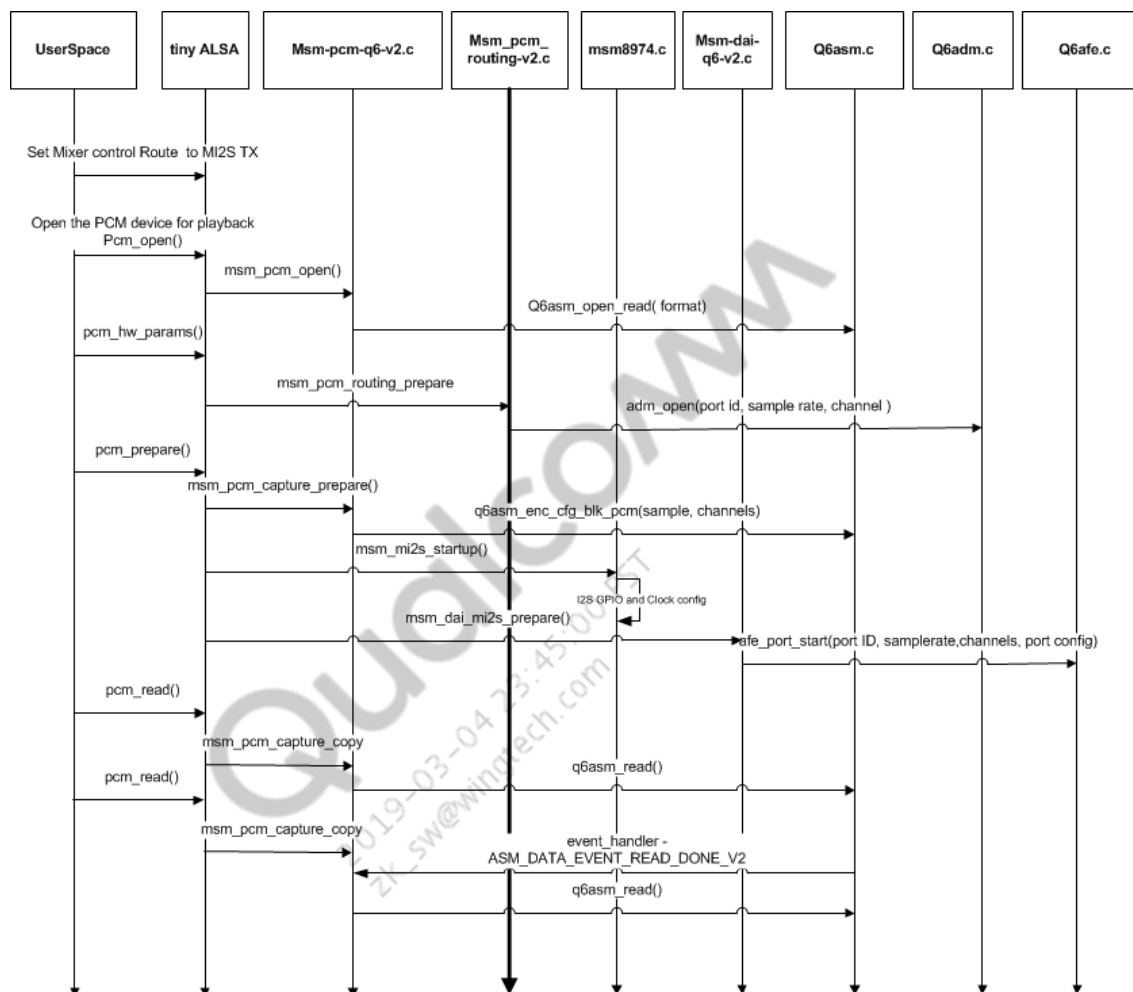 UserSpace
tiny ALSA
Msm-pcm-q6-v2.c
Msm_pcm_
routing-v2.c
msm8974.c
Msm-dai-
q6-v2.c
Q6asm.c
Q6adm.c
Q6afe.c
Set Mixer control Route to MI2S TX
Open the PCM device for playback
Pcm_open()
msm_pcm_open()
Q6asm_open_read( format)
pcm_hw_params()
msm_pcm_routing_prepare
adm_open(port id, sample rate, channel )
pcm_prepare()
msm_pcm_capture_prepare()
q6asm_enc_cfg_blk_pcm(sample, channels)
msm_mi2s_startup()
I2S GPIO and Clock config
msm_dai_mi2s_prepare()
afe_port_start(port ID, samplerate,channels, port config)
pcm_read()
msm_pcm_capture_copy
q6asm_read()
pcm_read()
msm_pcm_capture_copy
event_handler -
ASM_DATA_EVENT_READ_DONE_V2
q6asm_read()
Qualcomm
2019-03-04 23:45:00 PST
zk_sw@wingtech.com